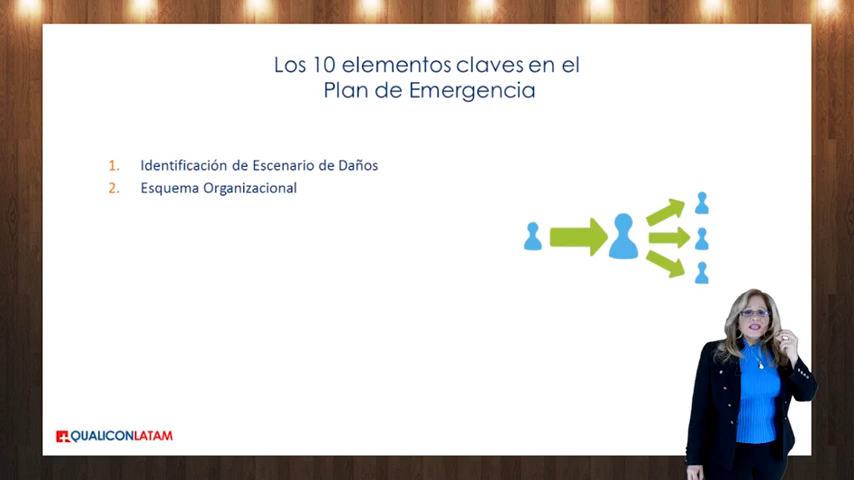 Los 10 elementos claves en el
Plan de Emergencia
1. Identificación de Escenario de Daños
2. Esquema Organizacional
QUALICONLATAM